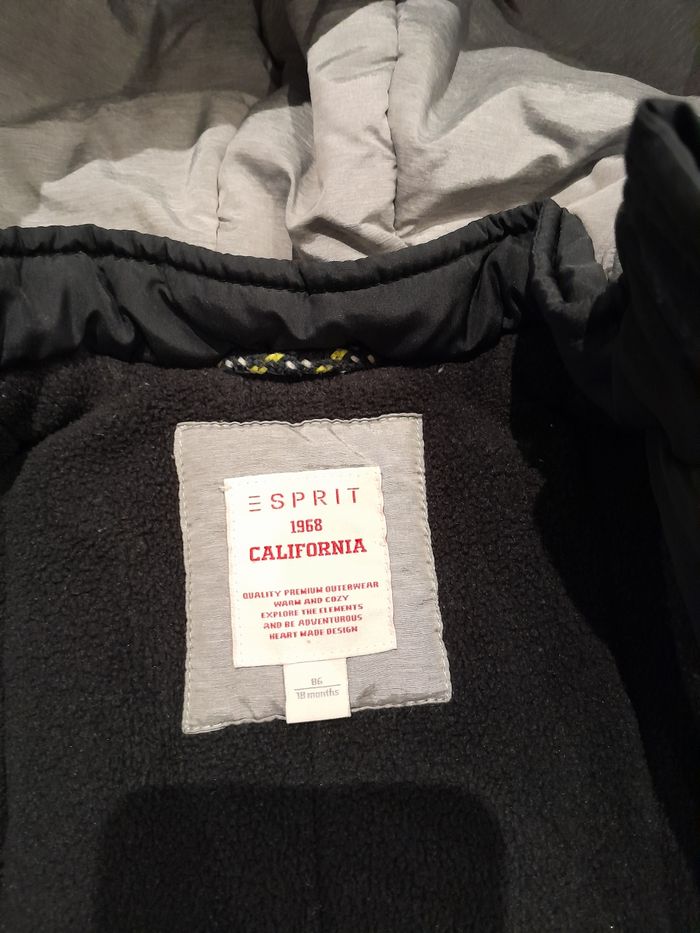 ESPRIT
1968
CALIFORNIA
QUALITY PREMIUM OUTERWEAR
WARM AND COZY
EXPLORE THE ELEMENTS
AND BE ADVENTUROUS
HEART MADE DESIGN
86
18 months